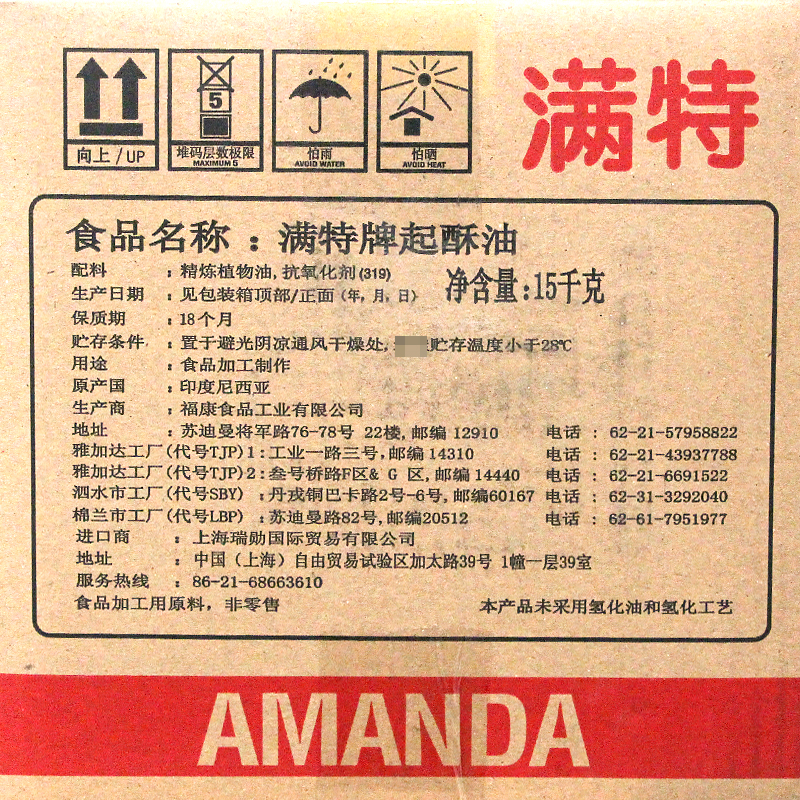 满特
5
向上/UP
堆码层数极限
MAXIMUM 5
怕雨
AVOID WATER
怕晒
AVOID HEAT
食品名称：满特牌起酥油
配料：精炼植物油,抗氧化剂(319)
生产日期：见包装箱顶部/正面(年,月,日)
净含量:15千克
保质期：18个月
贮存条件：置于避光阴凉通风干燥处,贮存温度小于28℃
用途：食品加工制作
原产国：印度尼西亚
生产商：福康食品工业有限公司
地址：苏迪曼将军路76-78号 22楼,邮编 12910 电话：62-21-57958822
雅加达工厂(代号TJP)1:工业一路三号,邮编 14310 电话：62-21-43937788
雅加达工厂(代号TJP)2:叁号桥路F区& G 区,邮编 14440 电话：62-21-6691522
泗水市工厂(代号SBY)：丹戎铜巴卡路2号-6号,邮编60167 电话：62-31-3292040
棉兰市工厂(代号LBP)：苏迪曼路82号,邮编20512 电话：62-61-7951977
进口商：上海瑞勋国际贸易有限公司
地址：中国（上海）自由贸易试验区加太路39号 1幢一层39室
服务热线：86-21-68663610
食品加工用原料，非零售
本产品未采用氢化油和氢化工艺
AMANDA